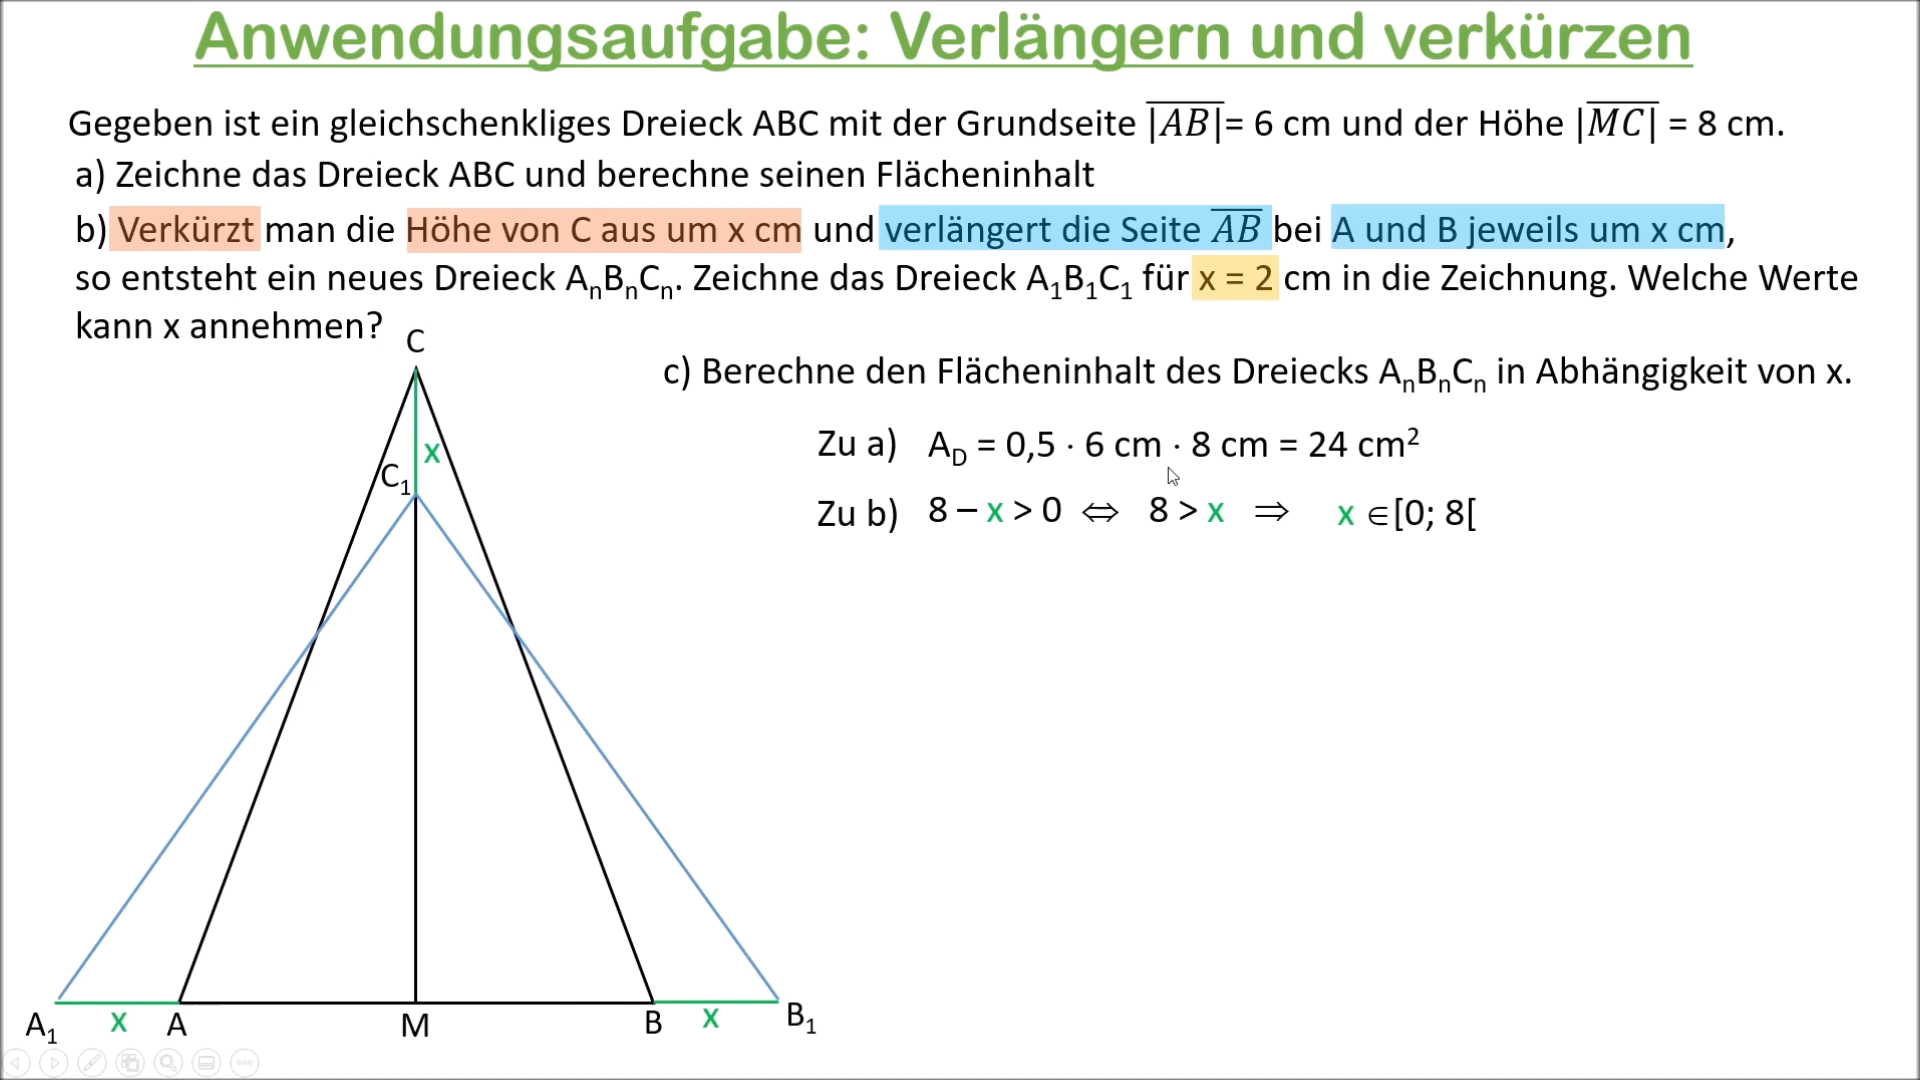 Anwendungsaufgabe: Verlängern und verkürzen
Gegeben ist ein gleichschenkliges Dreieck ABC mit der Grundseite |AB|= 6 cm und der Höhe |MC| = 8 cm.
a) Zeichne das Dreieck ABC und berechne seinen Flächeninhalt
b) Verkürzt man die Höhe von C aus um x cm und verlängert die Seite AB bei A und B jeweils um x cm,
so entsteht ein neues Dreieck AₙBₙCₙ. Zeichne das Dreieck A₁B₁C₁ für x = 2 cm in die Zeichnung. Welche Werte
kann x annehmen?
C
c) Berechne den Flächeninhalt des Dreiecks AₙBₙCₙ in Abhängigkeit von x.
Zu a) A_D = 0,5 · 6 cm · 8 cm = 24 cm²
x
C₁
Zu b) 8 – x > 0 ⇔ 8 > x ⇒ x ∈[0; 8[
A₁ x A M B x B₁